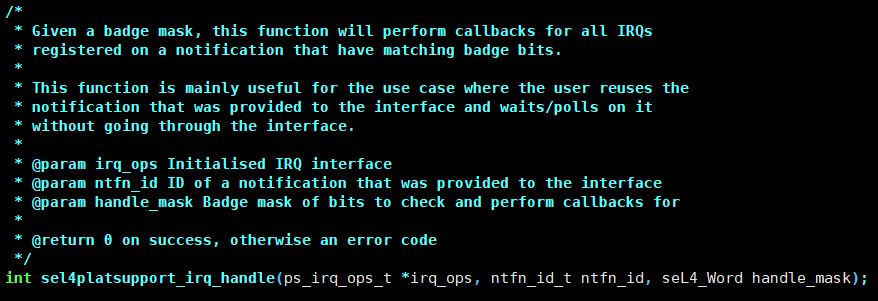 /*
 * Given a badge mask, this function will perform callbacks for all IRQs
 * registered on a notification that have matching badge bits.
 *
 * This function is mainly useful for the use case where the user reuses the
 * notification that was provided to the interface and waits/polls on it
 * without going through the interface.
 *
 * @param irq_ops Initialised IRQ interface
 * @param ntfn_id ID of a notification that was provided to the interface
 * @param handle_mask Badge mask of bits to check and perform callbacks for
 *
 * @return 0 on success, otherwise an error code
 */
int sel4platsupport_irq_handle(ps_irq_ops_t *irq_ops, ntfn_id_t ntfn_id, seL4_Word handle_mask);